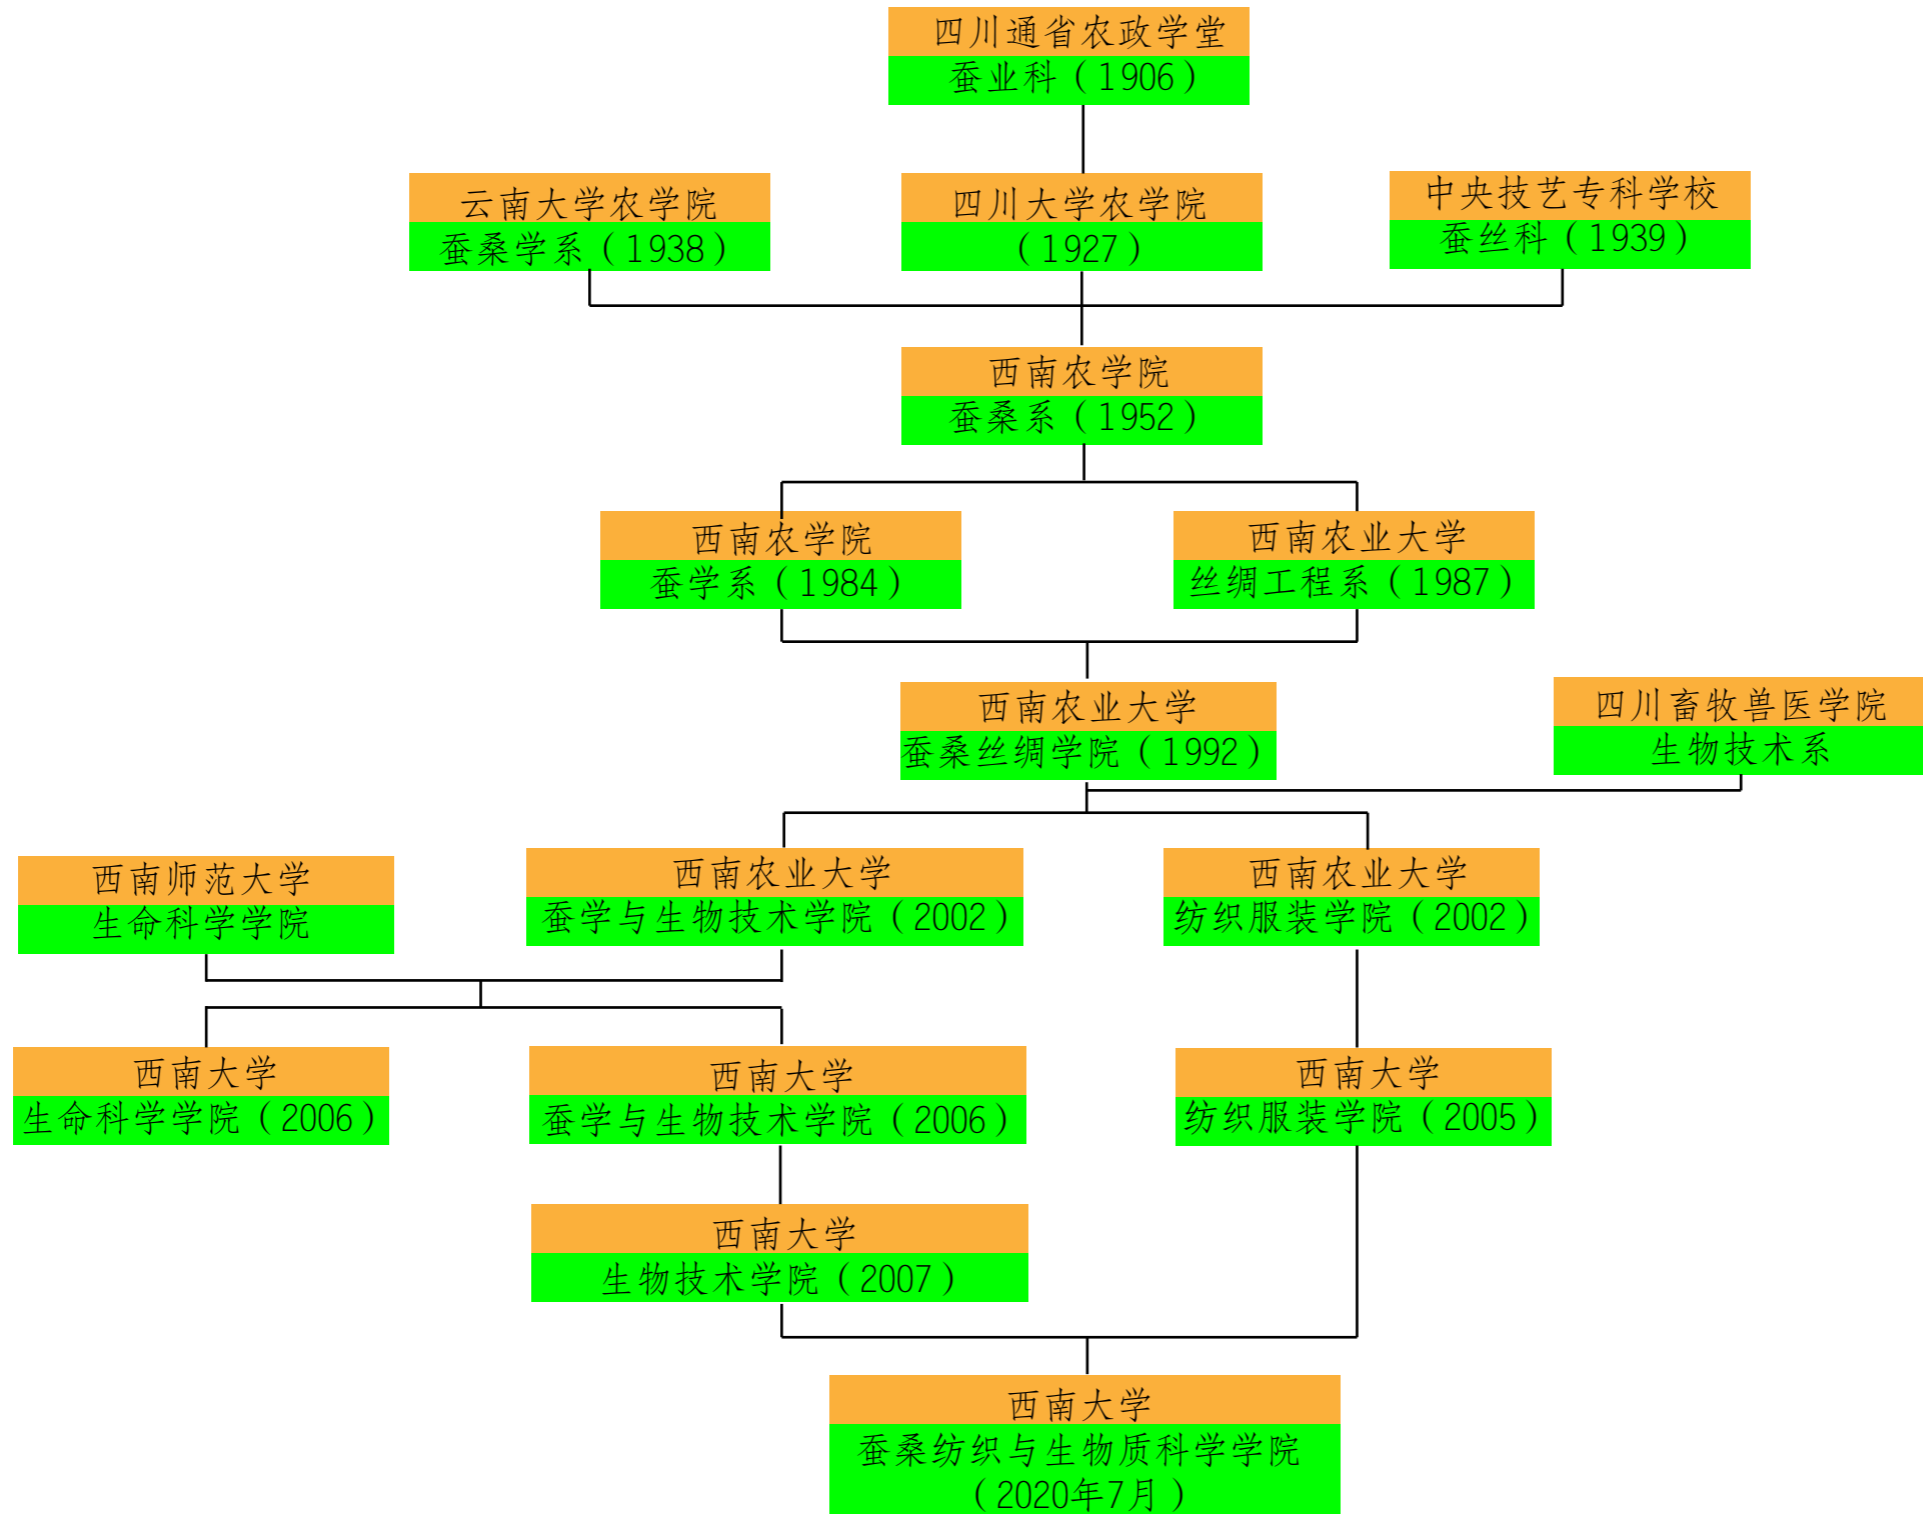 四川通省农政学堂
蚕业科（1906）
云南大学农学院
蚕桑学系（1938）
四川大学农学院
（1927）
中央技艺专科学校
蚕丝科（1939）
西南农学院
蚕桑系（1952）
西南农学院
蚕学系（1984）
西南农业大学
丝绸工程系（1987）
西南农业大学
蚕桑丝绸学院（1992）
四川畜牧兽医学院
生物技术系
西南师范大学
生命科学学院
西南农业大学
蚕学与生物技术学院（2002）
西南农业大学
纺织服装学院（2002）
西南大学
生命科学学院（2006）
西南大学
蚕学与生物技术学院（2006）
西南大学
纺织服装学院（2005）
西南大学
生物技术学院（2007）
西南大学
蚕桑纺织与生物质科学学院
（2020年7月）